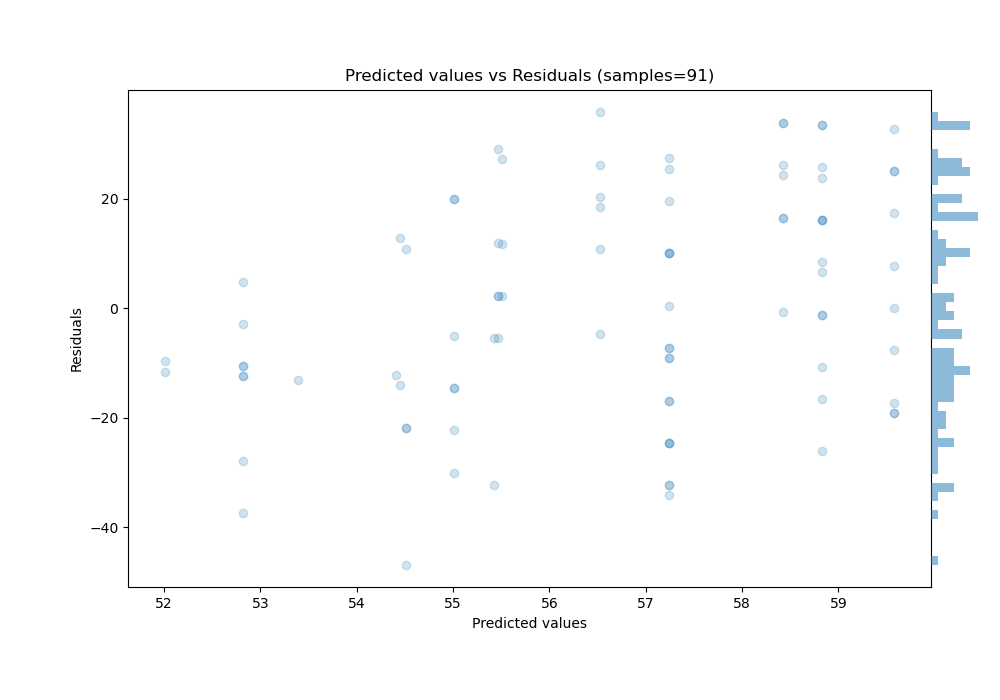 Predicted values vs Residuals (samples=91)
Residuals
20
0
−20
−40
52 53 54 55 56 57 58 59
Predicted values